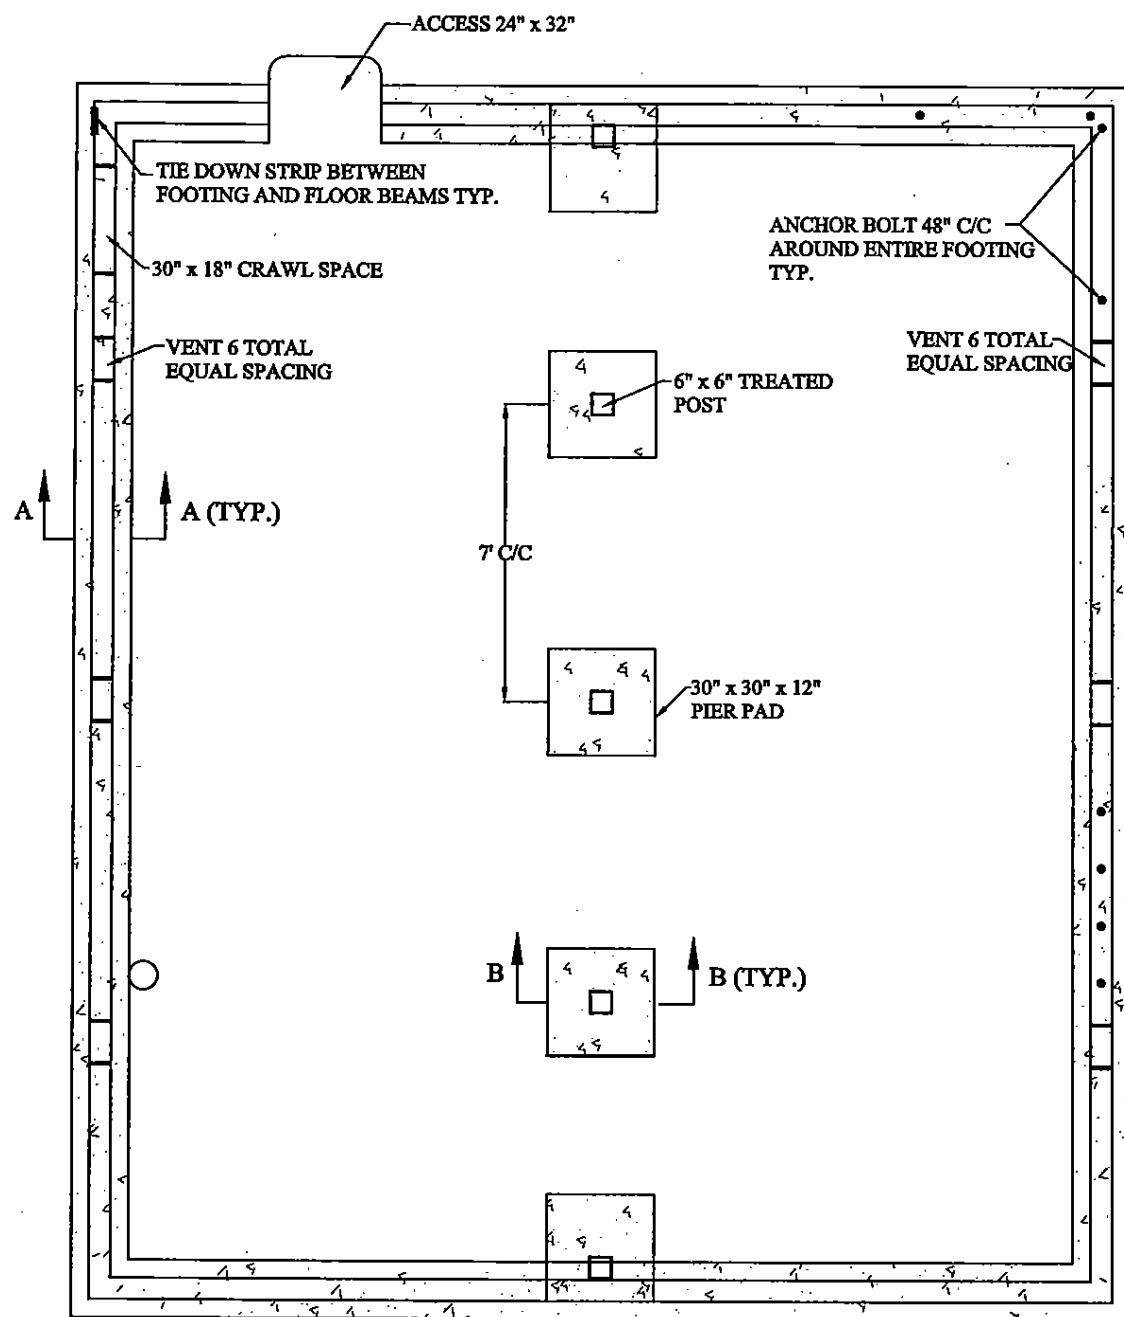 ACCESS 24" x 32"
TIE DOWN STRIP BETWEEN
FOOTING AND FLOOR BEAMS TYP.
30" x 18" CRAWL SPACE
ANCHOR BOLT 48" C/C
AROUND ENTIRE FOOTING
TYP.
VENT 6 TOTAL
EQUAL SPACING
VENT 6 TOTAL
EQUAL SPACING
6" x 6" TREATED
POST
A
A (TYP.)
7' C/C
30" x 30" x 12"
PIER PAD
B
B (TYP.)